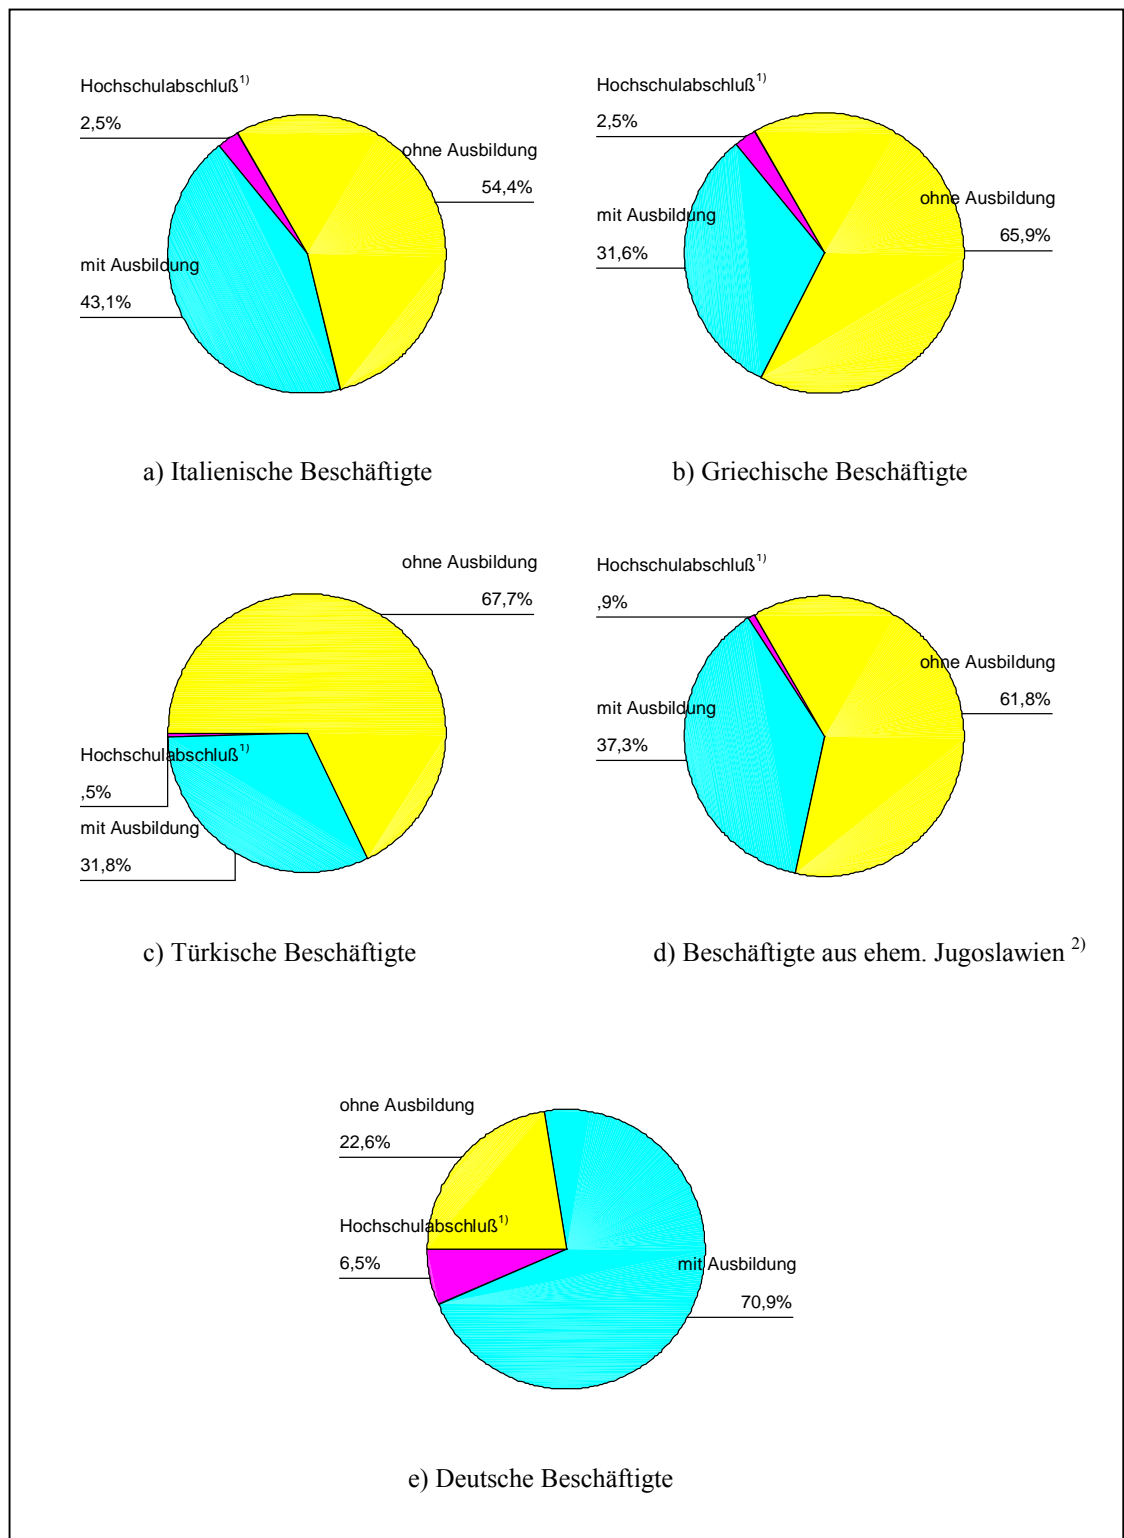 Hochschulabschluß1)
2,5%
ohne Ausbildung
54,4%
mit Ausbildung
43,1%
a) Italienische Beschäftigte
Hochschulabschluß1)
2,5%
ohne Ausbildung
65,9%
mit Ausbildung
31,6%
b) Griechische Beschäftigte
ohne Ausbildung
67,7%
Hochschulabschluß1)
,5%
mit Ausbildung
31,8%
c) Türkische Beschäftigte
Hochschulabschluß1)
,9%
ohne Ausbildung
61,8%
mit Ausbildung
37,3%
d) Beschäftigte aus ehem. Jugoslawien 2)
ohne Ausbildung
22,6%
Hochschulabschluß1)
6,5%
mit Ausbildung
70,9%
e) Deutsche Beschäftigte